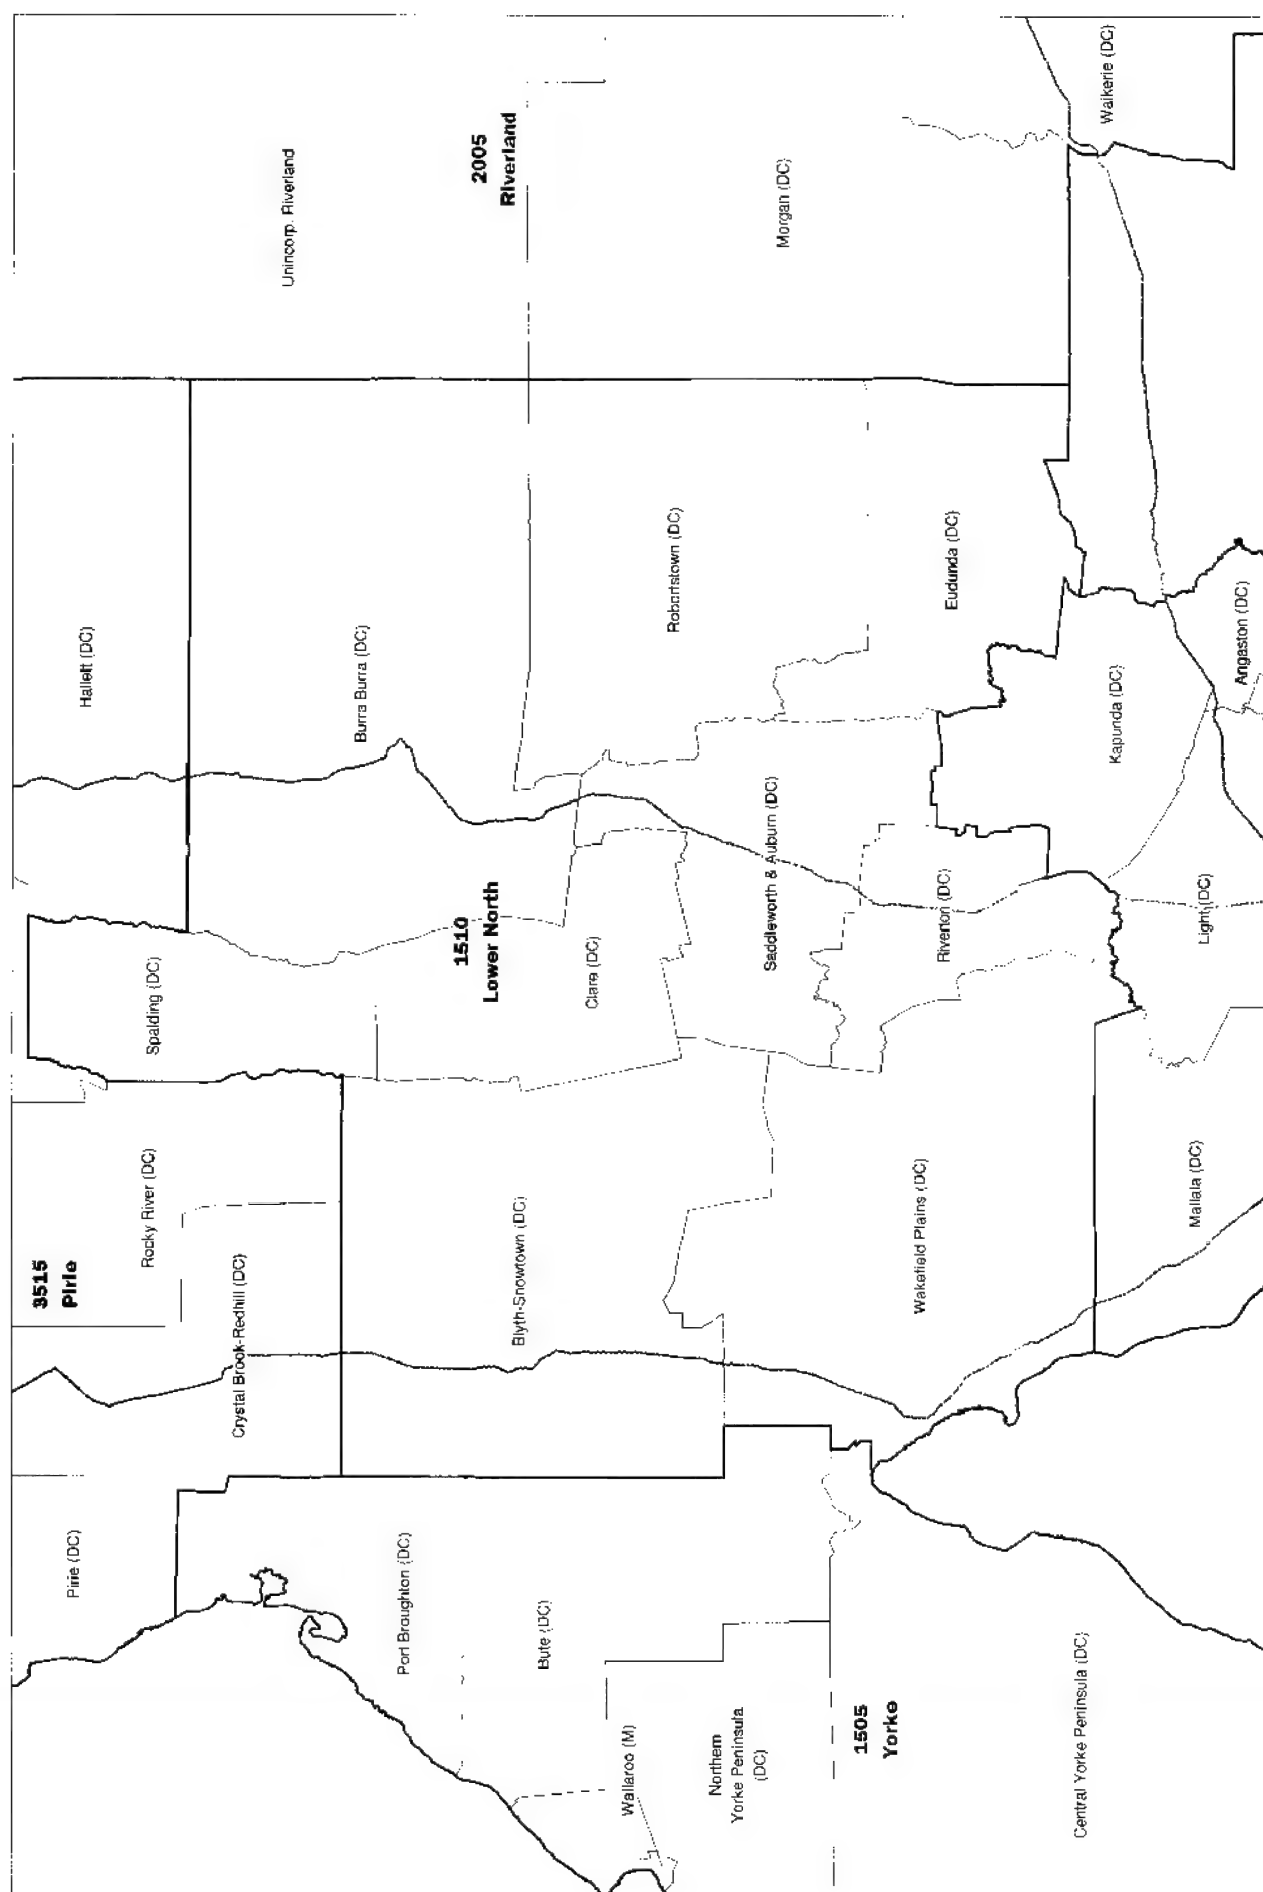 3515
Pirie
Pirie (DC)
Hallett (DC)
Rocky River (DC)
Spalding (DC)
Crystal Brook-Redhill (DC)
Unincorp. Riverland
Burra Burra (DC)
Port Broughton (DC)
1510
Lower North
2005
Riverland
Blyth-Snowtown (DC)
Bute (DC)
Clare (DC)
Wallaroo (M)
Robertstown (DC)
Northern
Yorke Peninsula
(DC)
Saddleworth & Auburn (DC)
Morgan (DC)
1505
Yorke
Wakefield Plains (DC)
Riverton (DC)
Eudunda (DC)
Central Yorke Peninsula (DC)
Waikerie (DC)
Kapunda (DC)
Mallala (DC)
Light (DC)
Angaston (DC)